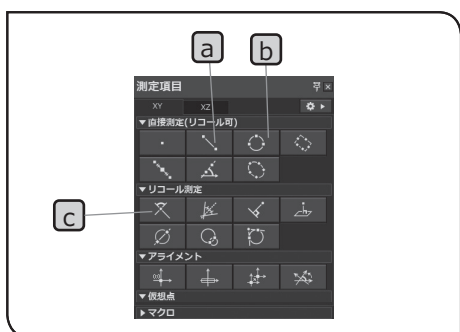 a
b
測定項目
XY XZ
▼直接測定(リコール可)
▼リコール測定
c
▼アライメント
▼仮想点
▶マクロ